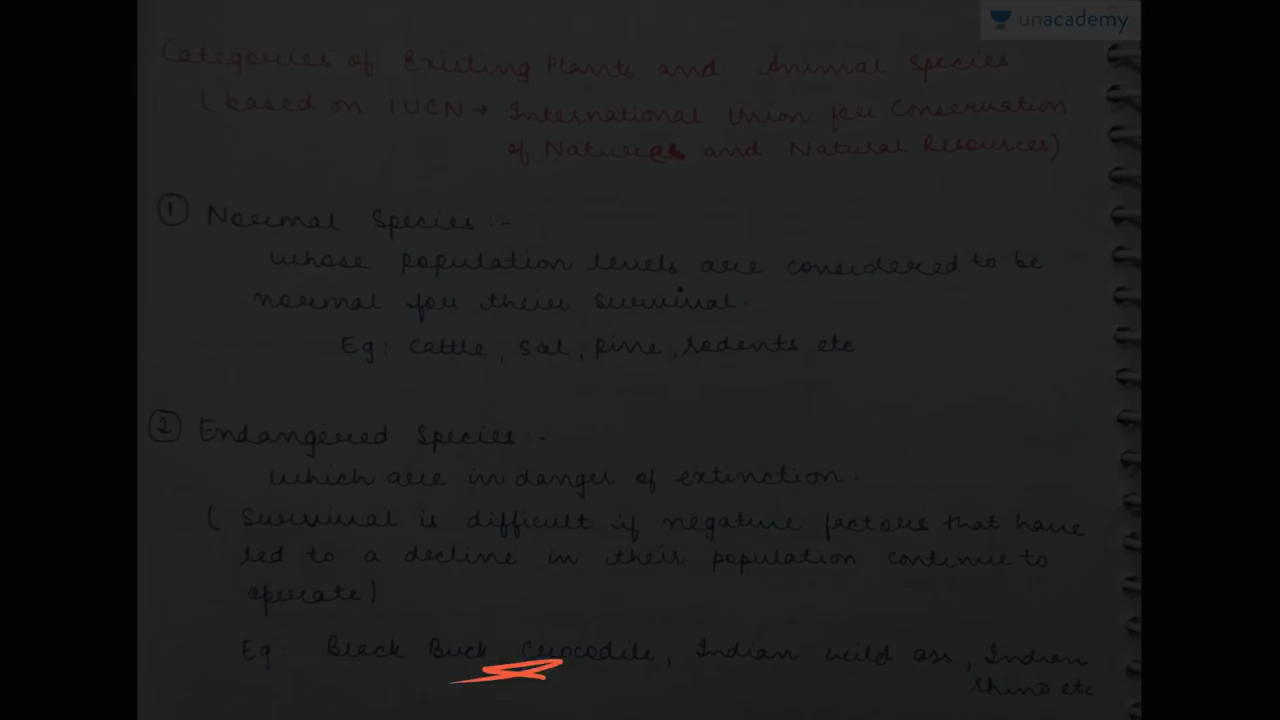 unacademy
Categories of Existing Plants and Animal Species
(based on IUCN → International Union for Conservation
of Nature and Natural Resources)
① Normal Species :-
whose population levels are considered to be
normal for their survival.
Eg: cattle, sal, pine, rodents etc
② Endangered Species :-
which are in danger of extinction.
( Survival is difficult if negative factors that have
led to a decline in their population continue to
operate)
Eg: Black Buck, Crocodile, Indian wild ass, Indian
rhino etc